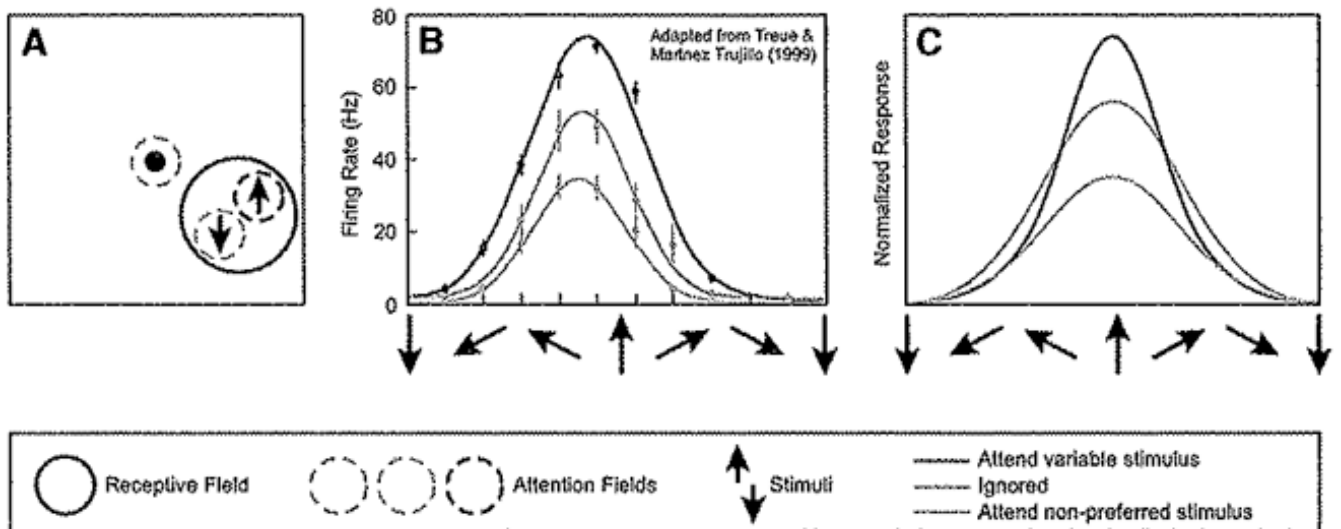 A
B
Adapted from Treue &
Martnez Trujillo (1999)
C
Firing Rate (Hz)
80
60
40
20
0
Normalized Response
Receptive Field
Attention Fields
Stimuli
Attend variable stimulus
Ignored
Attend non-preferred stimulus